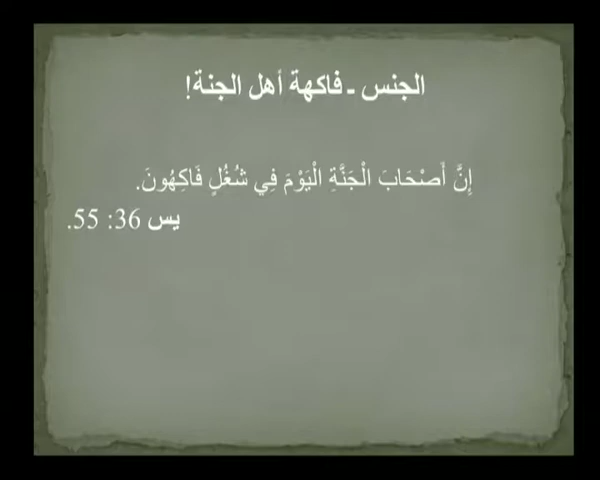 الجنس - فاكهة أهل الجنة!
إِنَّ أَصْحَابَ الْجَنَّةِ الْيَوْمَ فِي شُغُلٍ فَاكِهُونَ.
يس 36: 55.